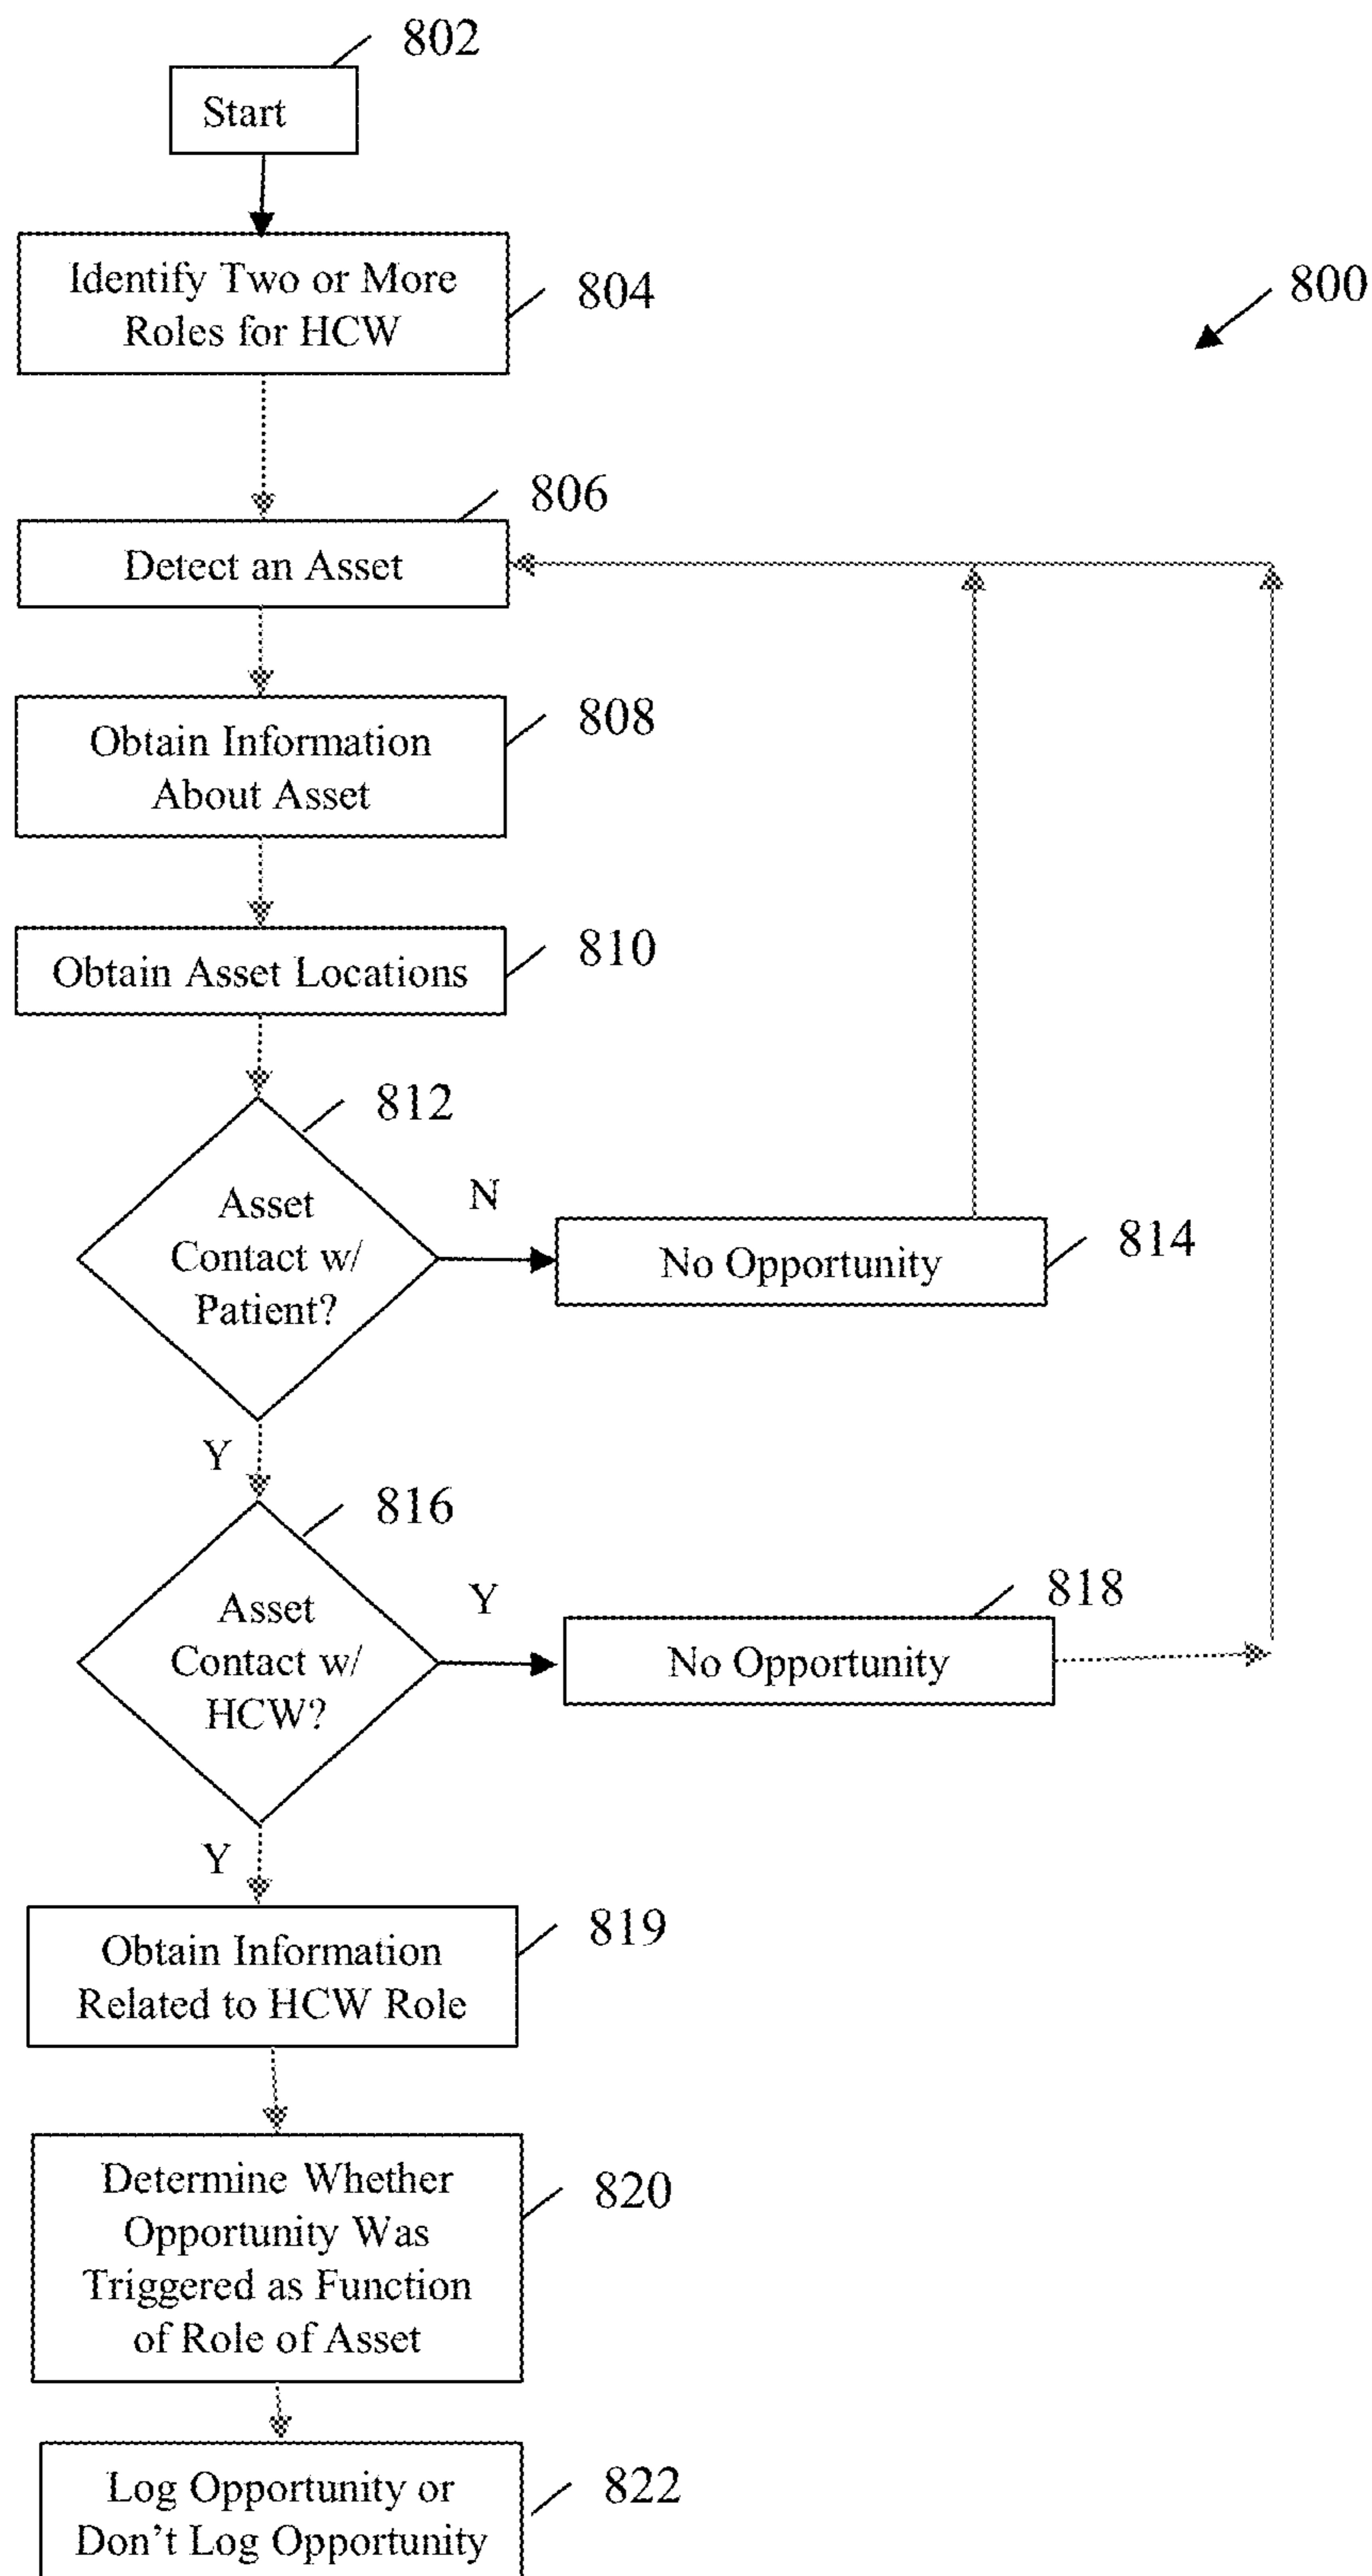 802
Start
Identify Two or More
Roles for HCW
804
800
806
Detect an Asset
Obtain Information
About Asset
808
Obtain Asset Locations
810
812
Asset
Contact w/
Patient?
N
No Opportunity
814
Y
816
Asset
Contact w/
HCW?
Y
No Opportunity
818
Y
Obtain Information
Related to HCW Role
819
Determine Whether
Opportunity Was
Triggered as Function
of Role of Asset
820
Log Opportunity or
Don't Log Opportunity
822